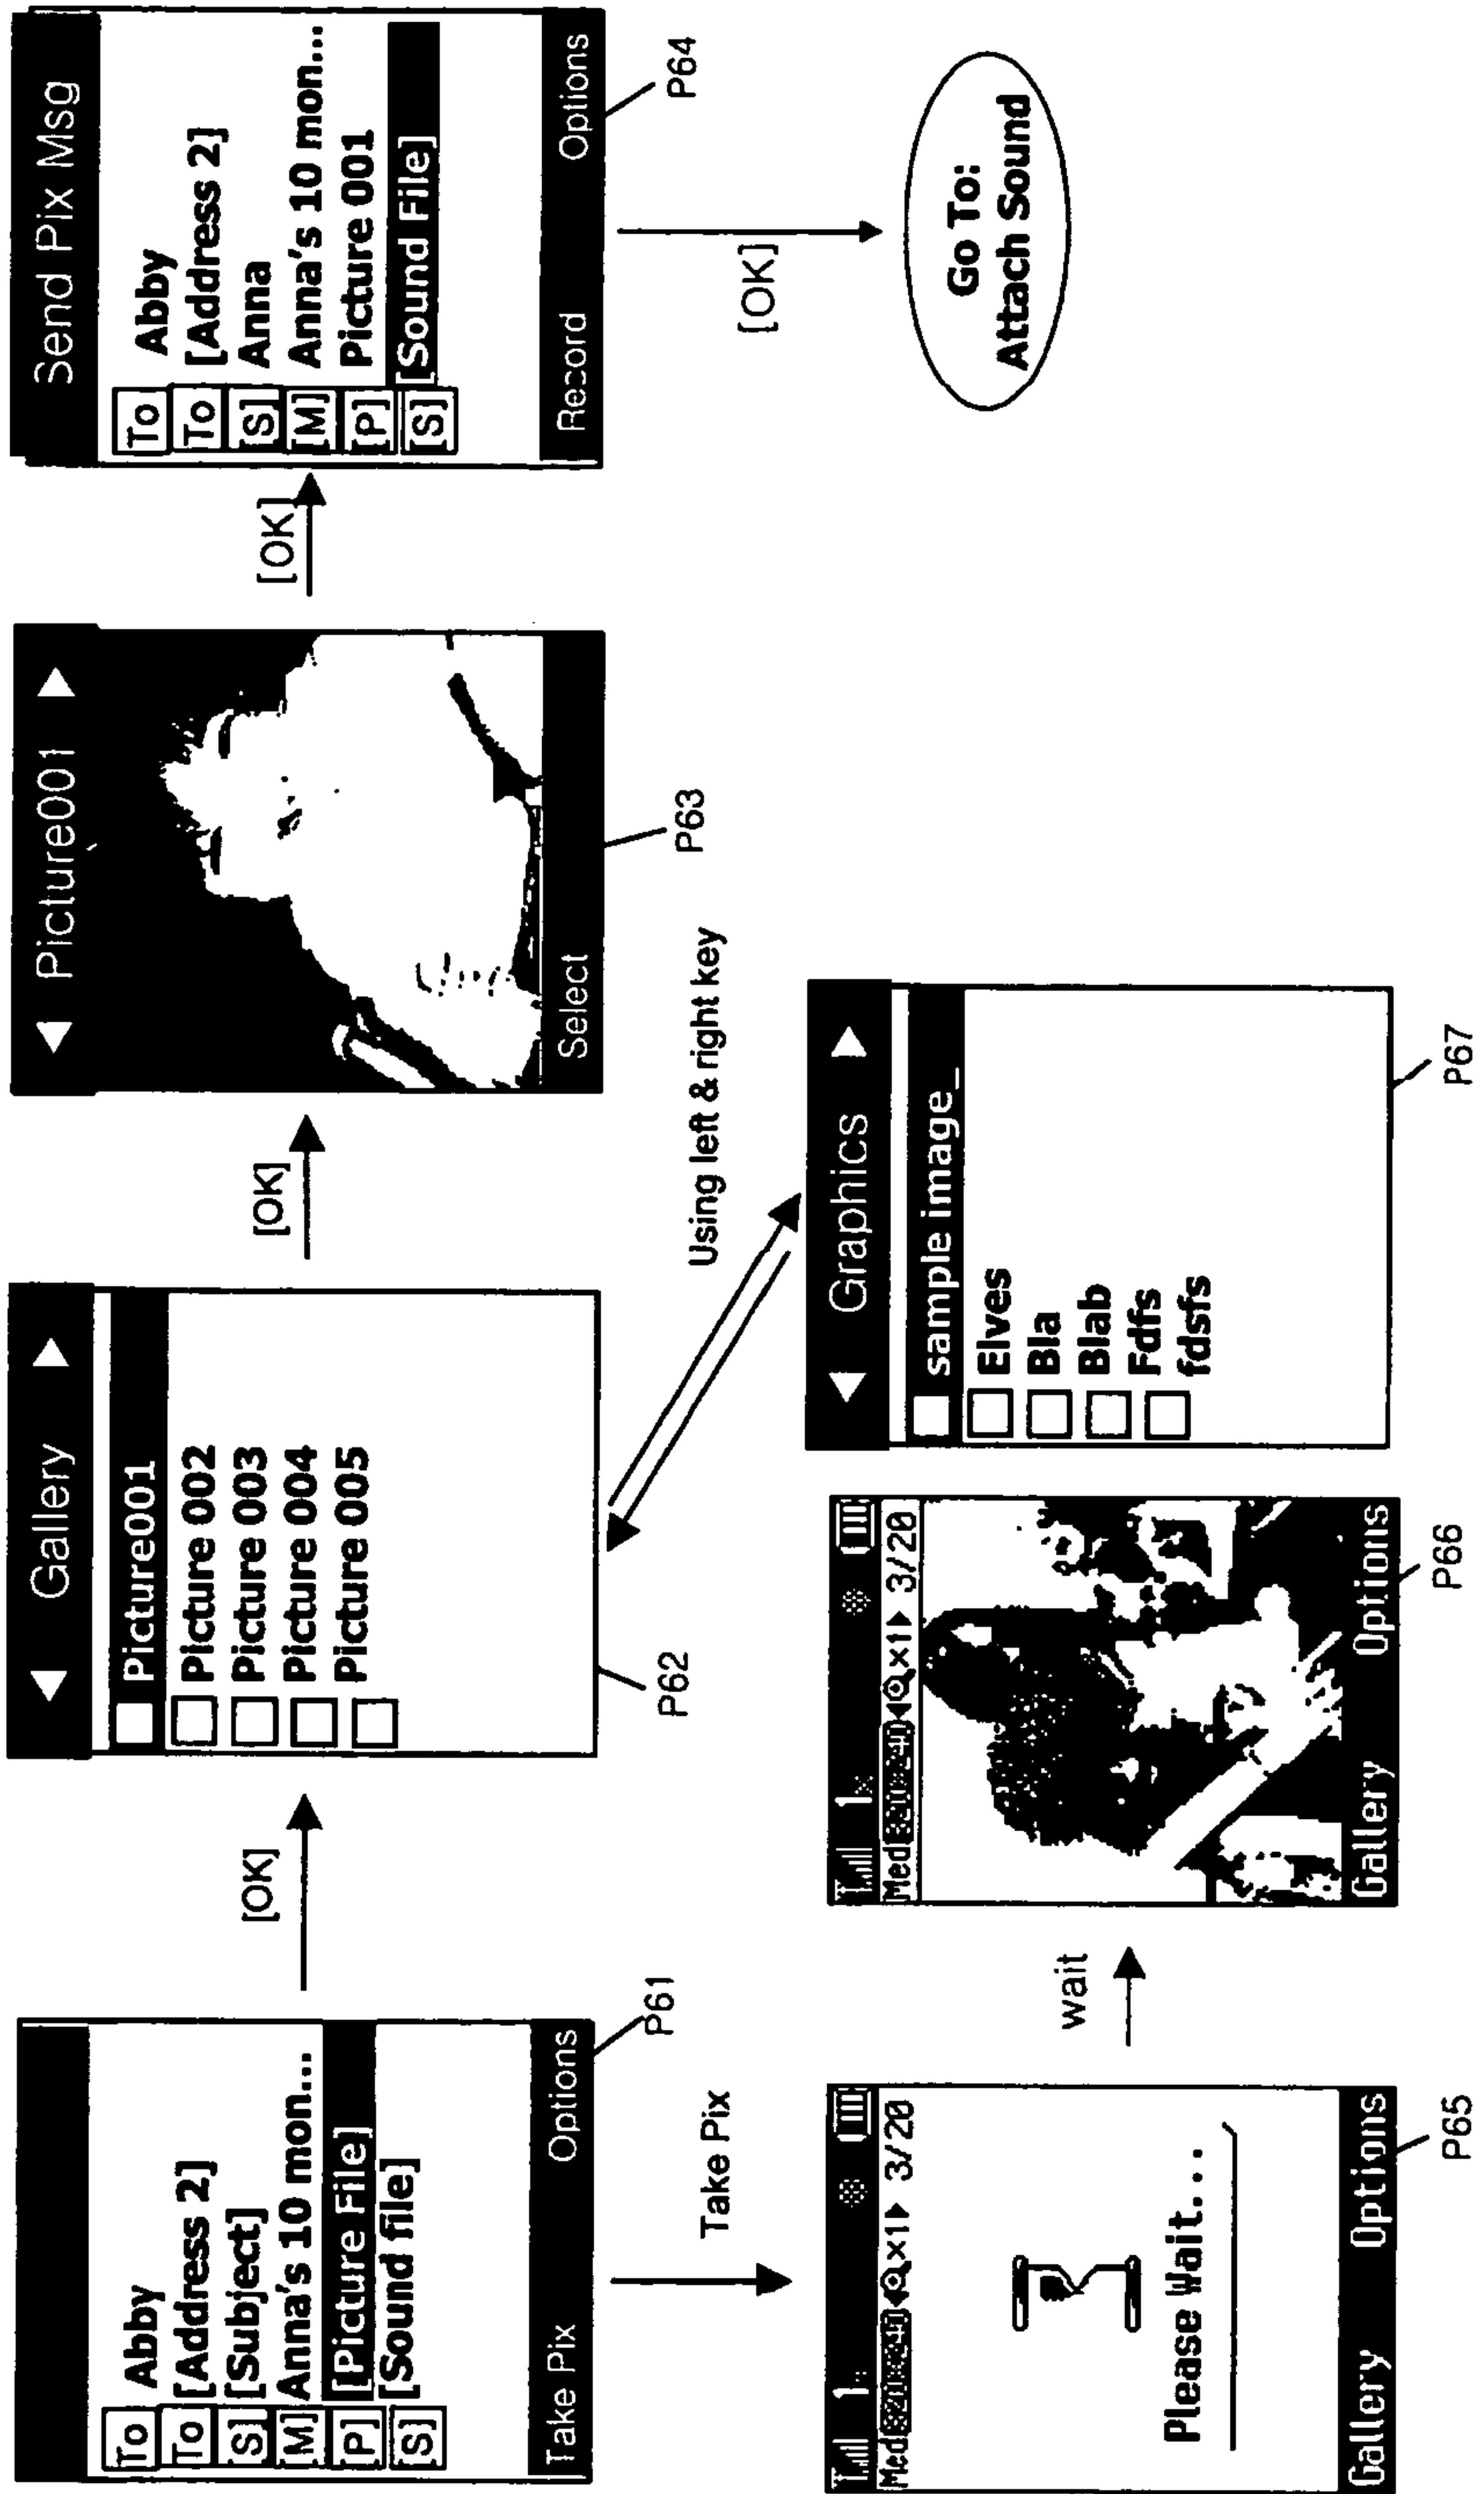 To Abby
To [Address 2]
[S] [Subject]
[M] Anna's 10 mon...
[P] [Picture File]
[S] [Sound file]
Take Pix Options
P61
[OK]
Gallery
Picture001
Picture 002
Picture 003
Picture 004
Picture 005
P62
[OK]
Picture001
Select
P63
[OK]
Send Pix Msg
To Abby
To [Address 2]
[S] Anna
[M] Anna's 10 mon...
[P] Picture 001
[S] [Sound File]
Record Options
P64
[OK]
Go To:
Attach Sound
Take Pix
Using left & right key
Med x1 3/20
Please Wait...
Gallery Options
P65
wait
Med x1 3/20
Gallery Options
P66
Graphics
sample image_
Elves
Bla
Blab
Fdfs
fdsfs
P67